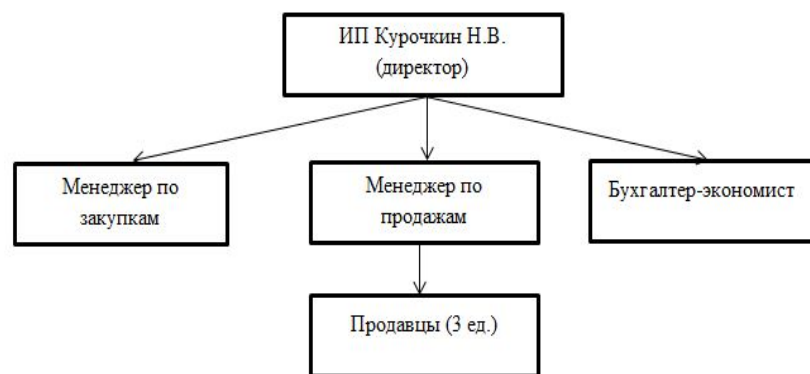 ИП Курочкин Н.В.
(директор)
Менеджер по
закупкам
Менеджер по
продажам
Бухгалтер-экономист
Продавцы (3 ед.)